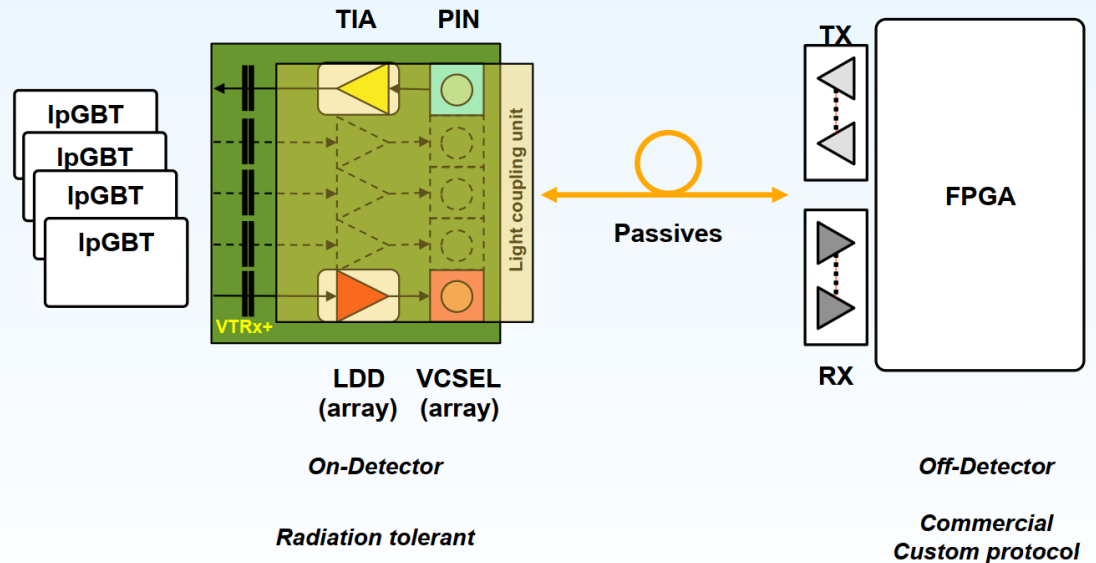 TIA
PIN
TX
lpGBT
lpGBT
lpGBT
lpGBT
Light coupling unit
VTRx+
Passives
FPGA
RX
LDD
(array)
VCSEL
(array)
On-Detector
Off-Detector
Radiation tolerant
Commercial
Custom protocol